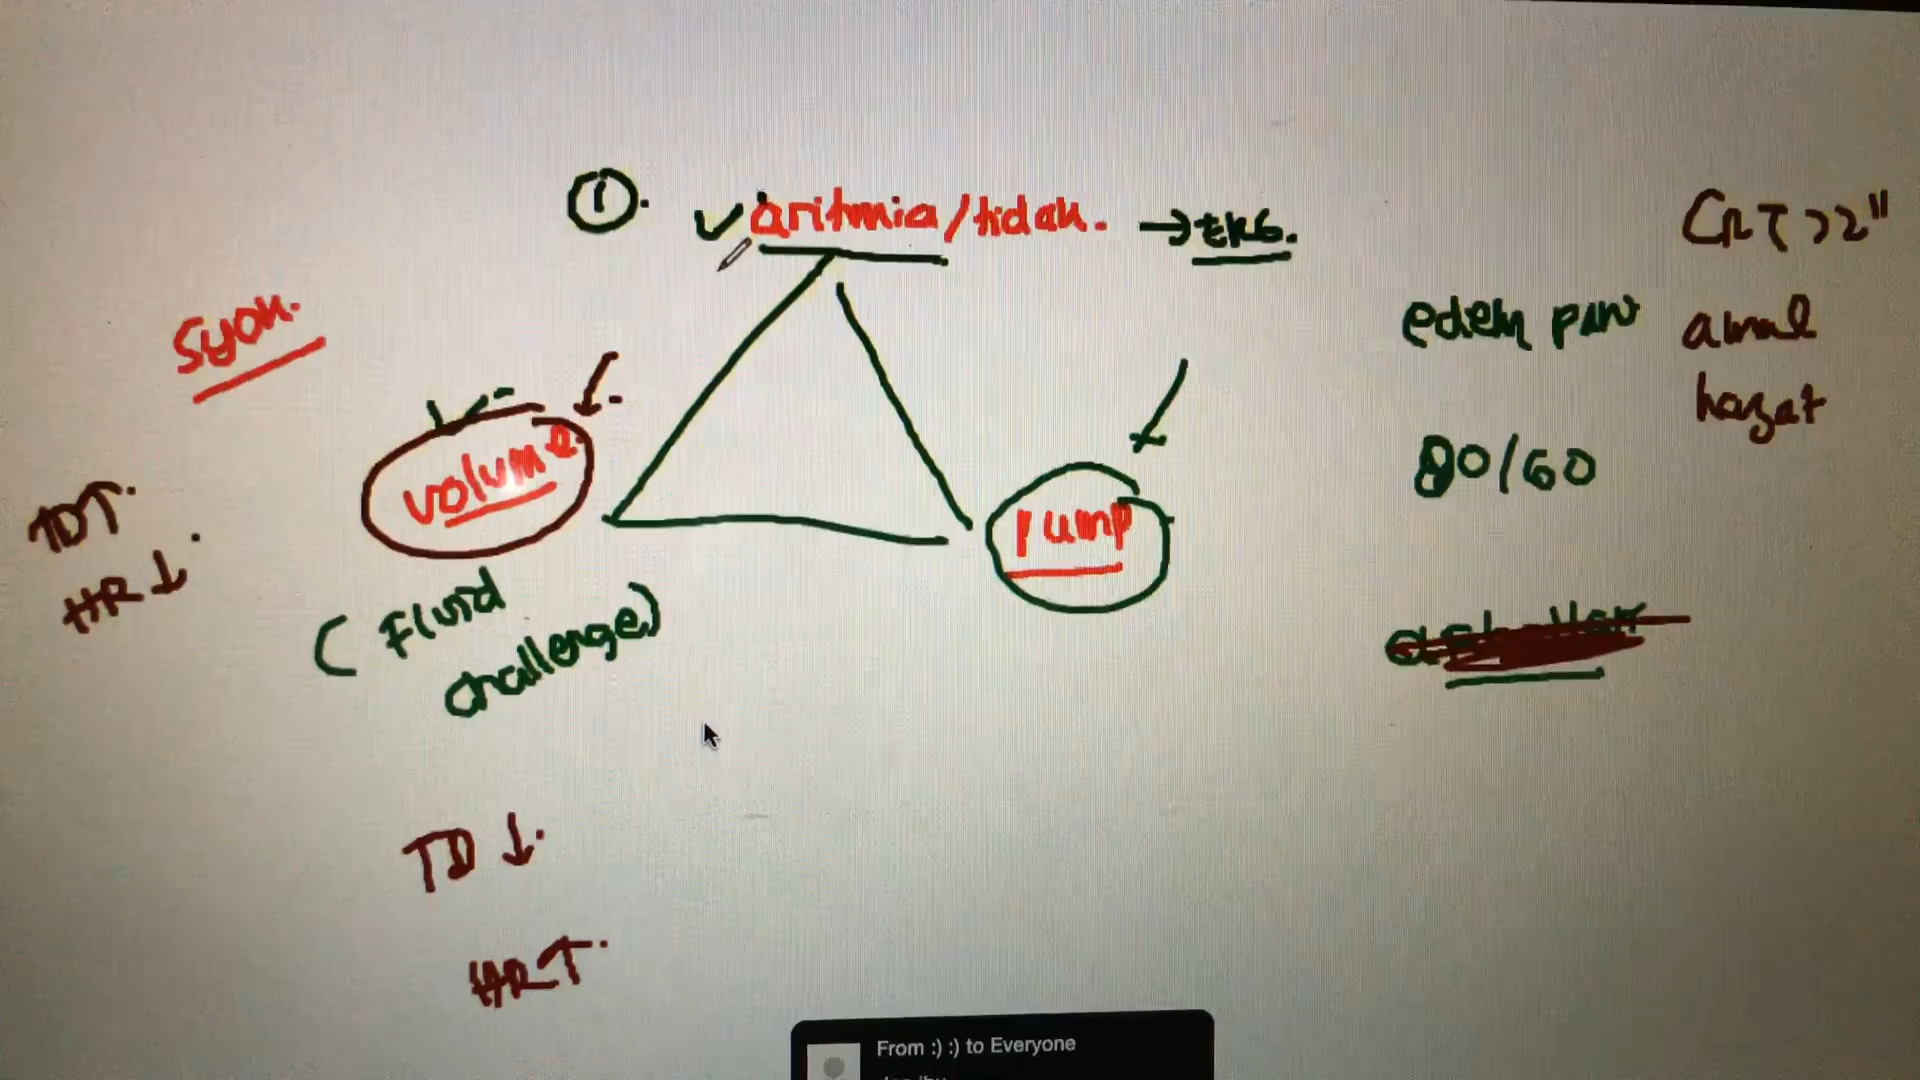 ①. aritmia/tidak. → EKG.
CRT >2"
Syok.
edem paru
akral
hangat
volume
80/60
TD↑.
HR↓.
pump
(Fluid
challenge)
TD↓.
HR↑.
From :) :) to Everyone